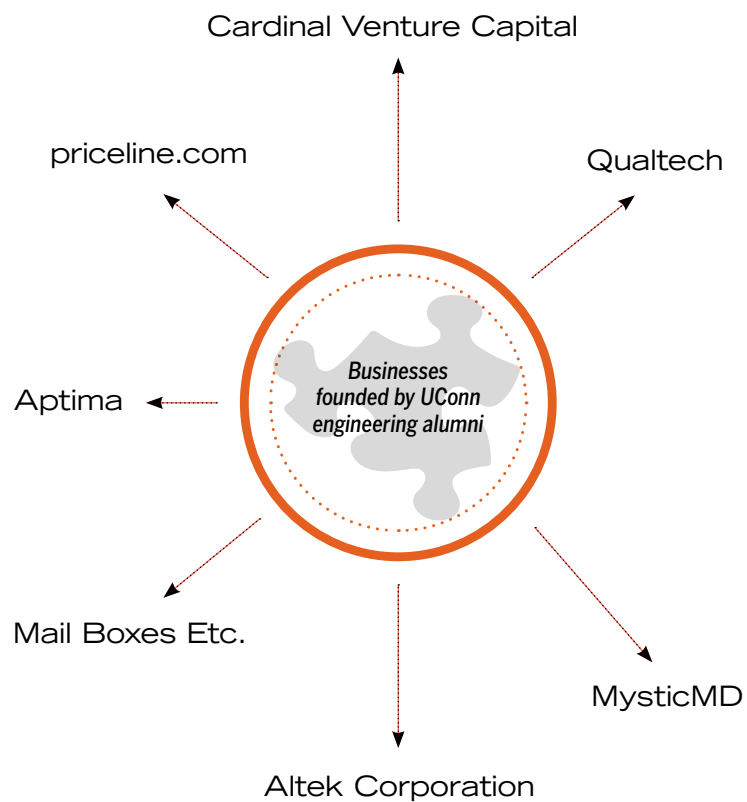 Cardinal Venture Capital
priceline.com
Qualtech
Businesses
founded by UConn
engineering alumni
Aptima
Mail Boxes Etc.
MysticMD
Altek Corporation